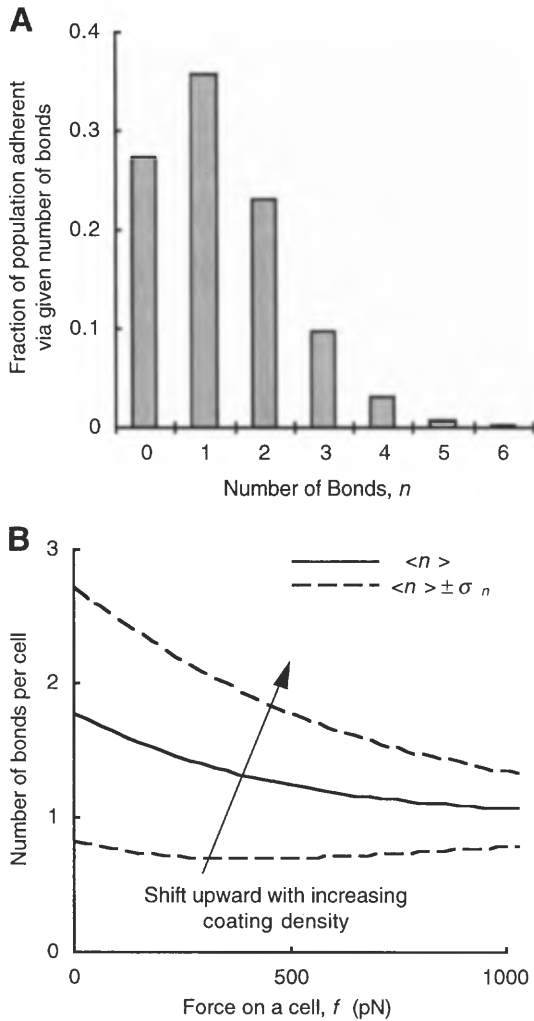 A
Fraction of population adherent
via given number of bonds
0.4
0.3
0.2
0.1
0
0 1 2 3 4 5 6
Number of Bonds, n
B
Number of bonds per cell
3
2
1
0
< n >
< n > ± σ n
Shift upward with increasing
coating density
0 500 1000
Force on a cell, f (pN)